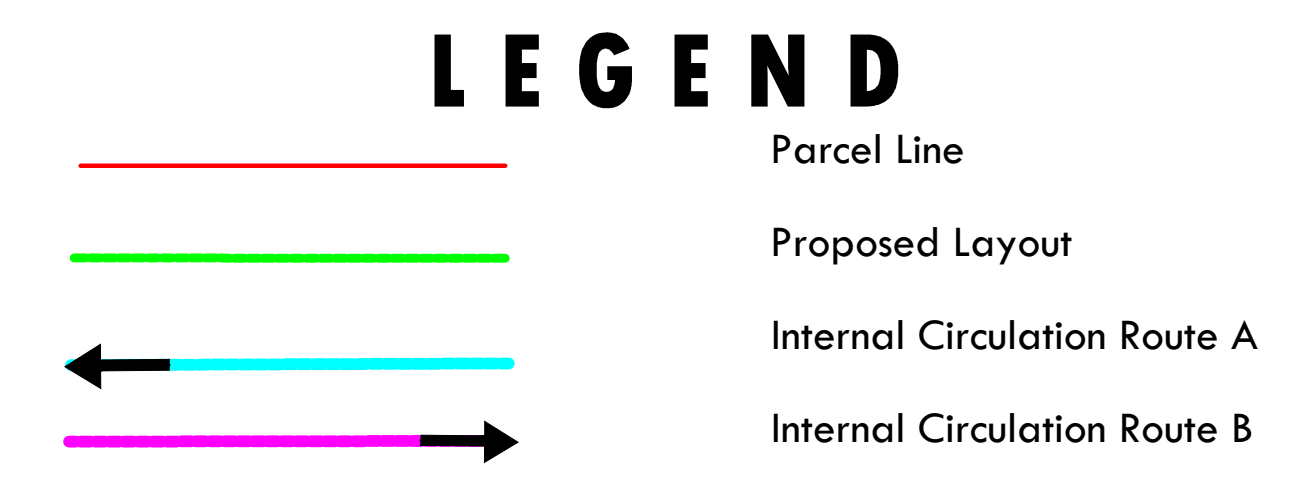 LEGEND
Parcel Line
Proposed Layout
Internal Circulation Route A
Internal Circulation Route B